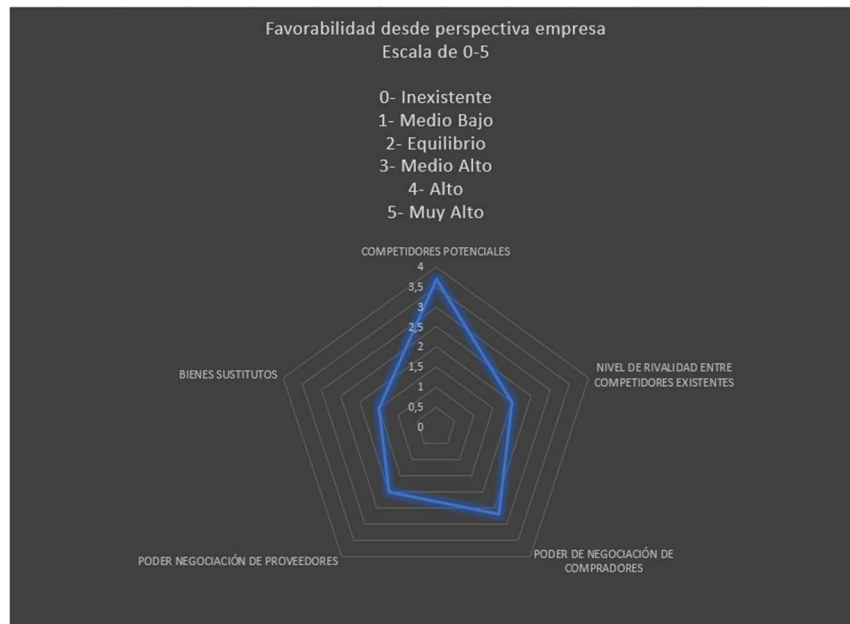 Favorabilidad desde perspectiva empresa
Escala de 0-5
0- Inexistente
1- Medio Bajo
2- Equilibrio
3- Medio Alto
4- Alto
5- Muy Alto
COMPETIDORES POTENCIALES
4
3,5
3
2,5
2
1,5
1
0,5
0
NIVEL DE RIVALIDAD ENTRE
COMPETIDORES EXISTENTES
PODER DE NEGOCIACIÓN DE
COMPRADORES
PODER NEGOCIACIÓN DE PROVEEDORES
BIENES SUSTITUTOS